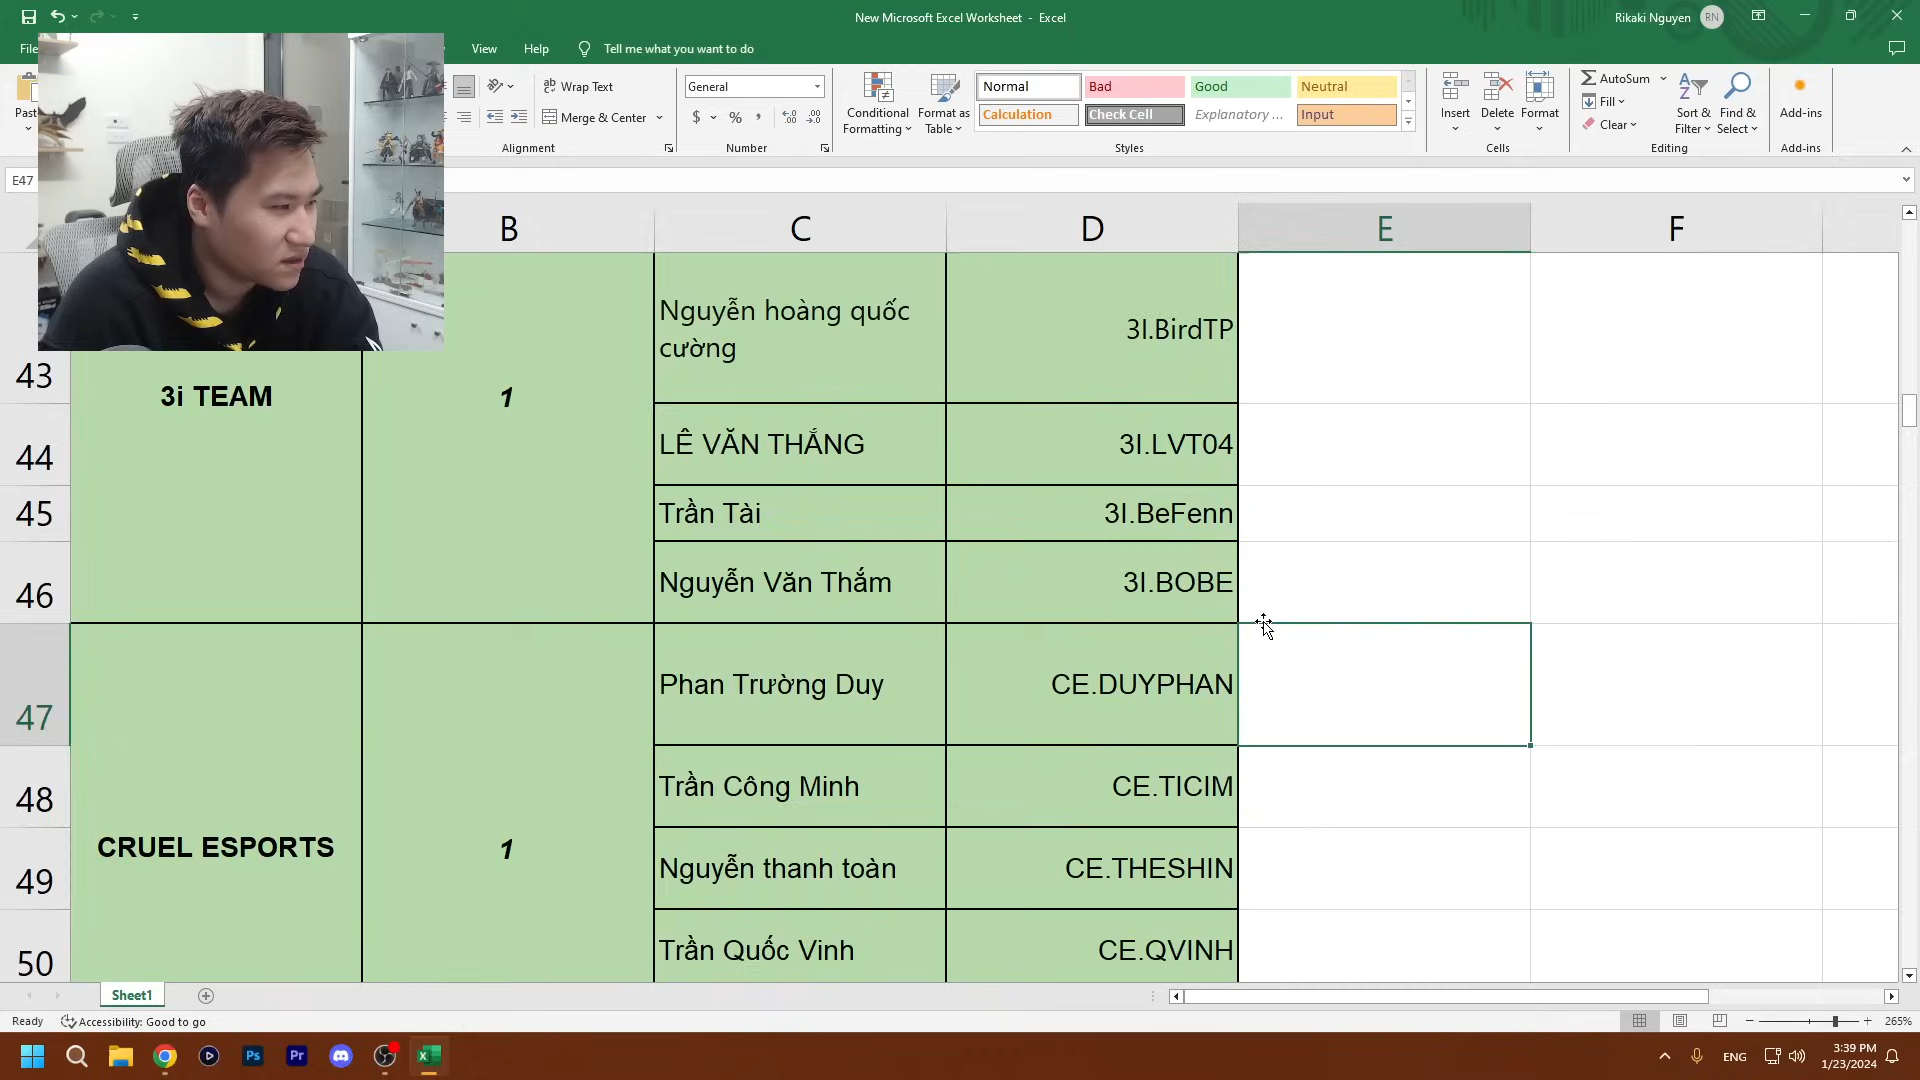 New Microsoft Excel Worksheet - Excel
Rikaki Nguyen
RN
View
Help
Tell me what you want to do
Wrap Text
Merge & Center
General
$
%
Conditional
Formatting
Format as
Table
Normal
Bad
Good
Neutral
Calculation
Check Cell
Explanatory ...
Input
Insert
Delete
Format
AutoSum
Fill
Clear
Sort &
Filter
Find &
Select
Add-ins
Alignment
Number
Styles
Cells
Editing
Add-ins
E47
B
C
D
E
F
43
3i TEAM
1
Nguyễn hoàng quốc
cường
3I.BirdTP
44
LÊ VĂN THẮNG
3I.LVT04
45
Trần Tài
3I.BeFenn
46
Nguyễn Văn Thắm
3I.BOBE
47
Phan Trường Duy
CE.DUYPHAN
48
Trần Công Minh
CE.TICIM
CRUEL ESPORTS
1
49
Nguyễn thanh toàn
CE.THESHIN
50
Trần Quốc Vinh
CE.QVINH
Sheet1
Ready
Accessibility: Good to go
265%
Ps
Pr
ENG
3:39 PM
1/23/2024